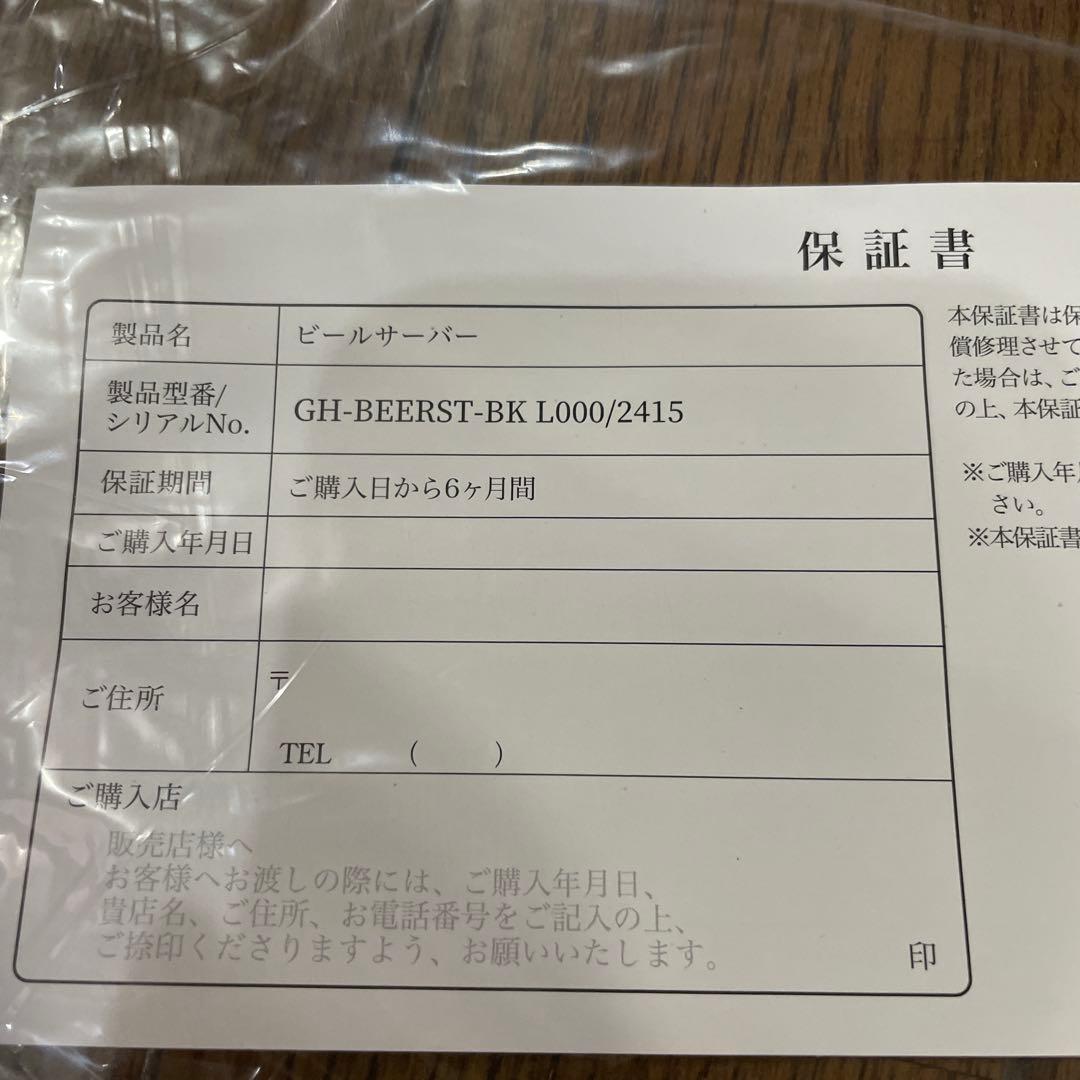 保証書
製品名 ビールサーバー
製品型番/
シリアルNo. GH-BEERST-BK L000/2415
保証期間 ご購入日から6ヶ月間
ご購入年月日
お客様名
ご住所 〒
TEL ( )
ご購入店
販売店様へ
お客様へお渡しの際には、ご購入年月日、
貴店名、ご住所、お電話番号をご記入の上、
ご捺印くださりますよう、お願いいたします。
印
本保証書は保
償修理させて
た場合は、ご
の上、本保証
※ご購入年月
さい。
※本保証書